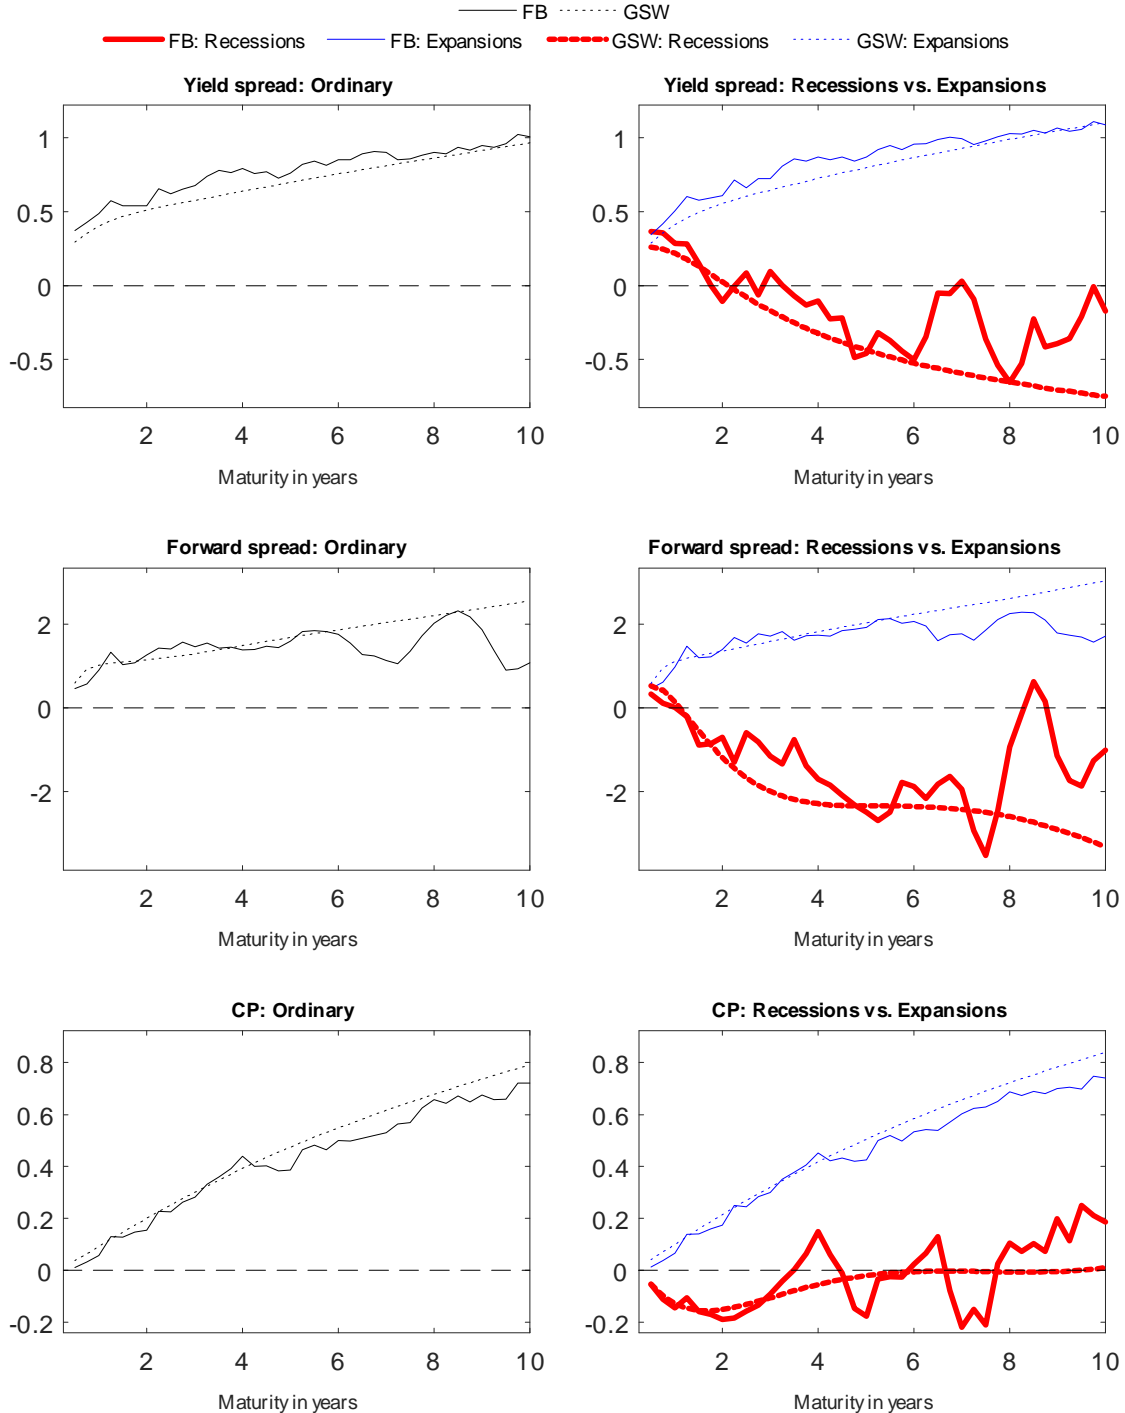 FB GSW
FB: Recessions FB: Expansions GSW: Recessions GSW: Expansions
Yield spread: Ordinary
1
0.5
0
-0.5
2 4 6 8 10
Maturity in years
Yield spread: Recessions vs. Expansions
1
0.5
0
-0.5
2 4 6 8 10
Maturity in years
Forward spread: Ordinary
2
0
-2
2 4 6 8 10
Maturity in years
Forward spread: Recessions vs. Expansions
2
0
-2
2 4 6 8 10
Maturity in years
CP: Ordinary
0.8
0.6
0.4
0.2
0
-0.2
2 4 6 8 10
Maturity in years
CP: Recessions vs. Expansions
0.8
0.6
0.4
0.2
0
-0.2
2 4 6 8 10
Maturity in years